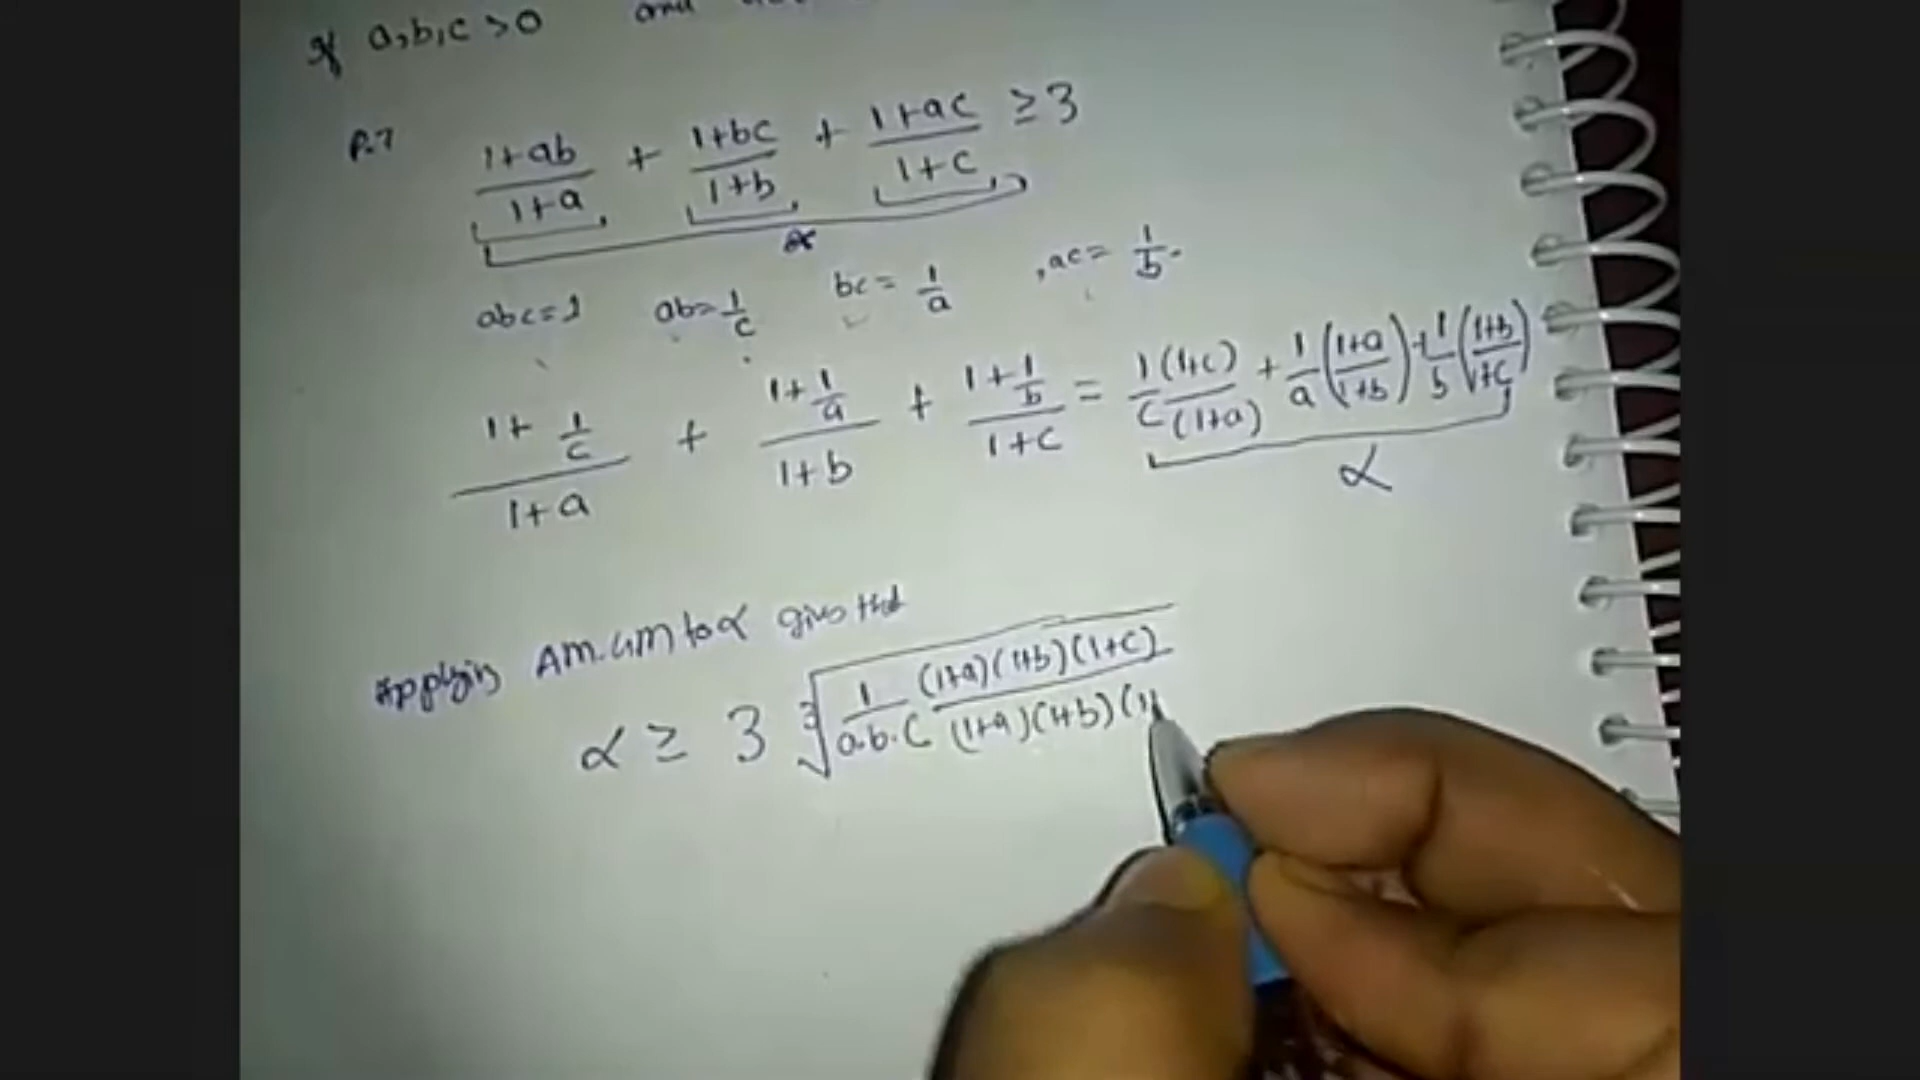 If a,b,c >0 and
P.T (1+ab)/(1+a) + (1+bc)/(1+b) + (1+ac)/(1+c) ≥ 3
α
abc=1 ab=1/c bc=1/a ,ac=1/b.
(1+1/c)/(1+a) + (1+1/a)/(1+b) + (1+1/b)/(1+c) = 1/c (1+c)/(1+a) + 1/a ((1+a)/(1+b)) + 1/b ((1+b)/(1+c))
α
Applying AM.GM to α gives that
α ≥ 3 ∛(1/(a.b.c) (1+a)(1+b)(1+c)/(1+a)(1+b)(1